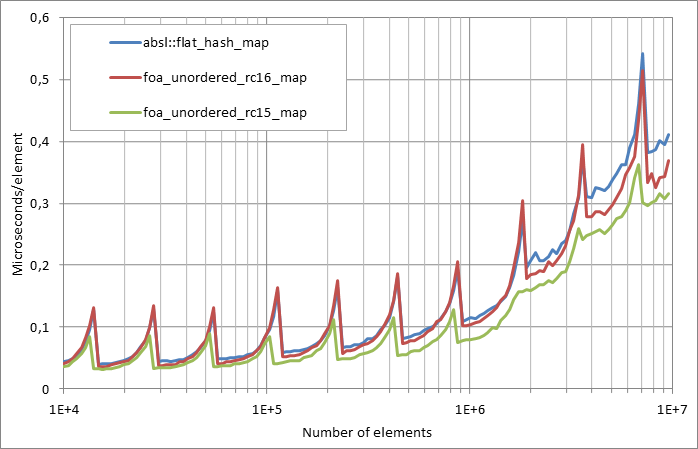 0,6
0,5
0,4
0,3
0,2
0,1
0
Microseconds/element
absl::flat_hash_map
foa_unordered_rc16_map
foa_unordered_rc15_map
1E+4
1E+5
1E+6
1E+7
Number of elements